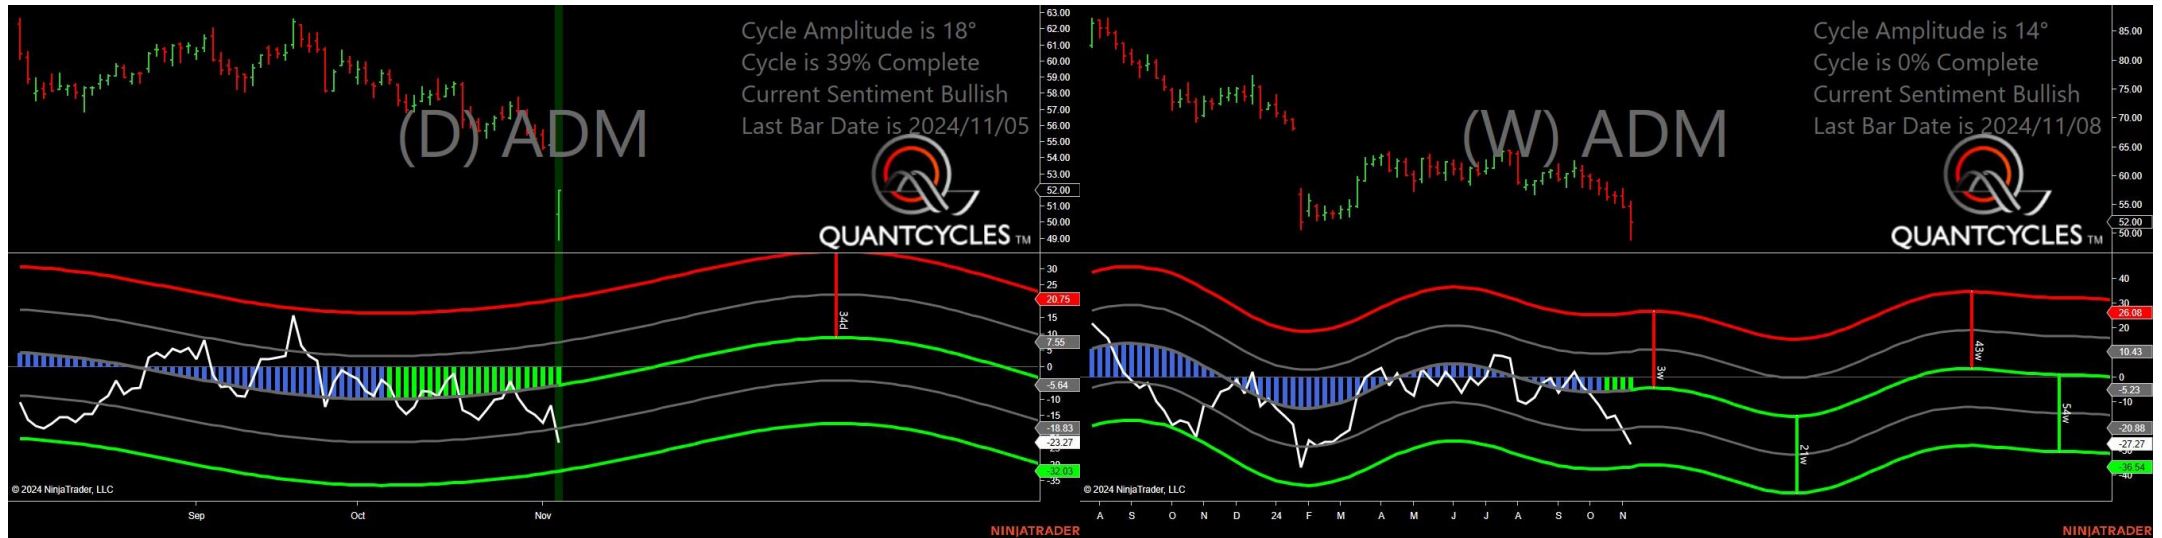 Cycle Amplitude is 18°
Cycle is 39% Complete
Current Sentiment Bullish
Last Bar Date is 2024/11/05
(D) ADM
QUANTCYCLES TM
63.00
62.00
61.00
60.00
59.00
58.00
57.00
56.00
55.00
54.00
53.00
52.00
51.00
50.00
49.00
30
25
20.75
15
10
7.55
5
0
-5.64
-10
-15
-18.83
-23.27
-32.03
-35
34d
© 2024 NinjaTrader, LLC
Sep
Oct
Nov
NINJATRADER
Cycle Amplitude is 14°
Cycle is 0% Complete
Current Sentiment Bullish
Last Bar Date is 2024/11/08
(W) ADM
QUANTCYCLES TM
85.00
80.00
75.00
70.00
65.00
60.00
55.00
52.00
50.00
40
30
26.08
20
10.43
0
-5.23
-10
-20.88
-27.27
-36.54
3w
21w
43w
54w
© 2024 NinjaTrader, LLC
A S O N D 24 F M A M J J A S O N
NINJATRADER